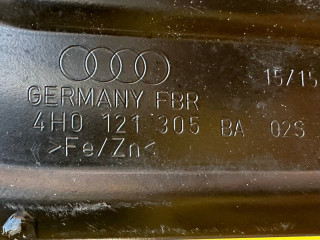 15/15
GERMANY FBR
4H0 121 305 BA 02S
>Fe/Zn<